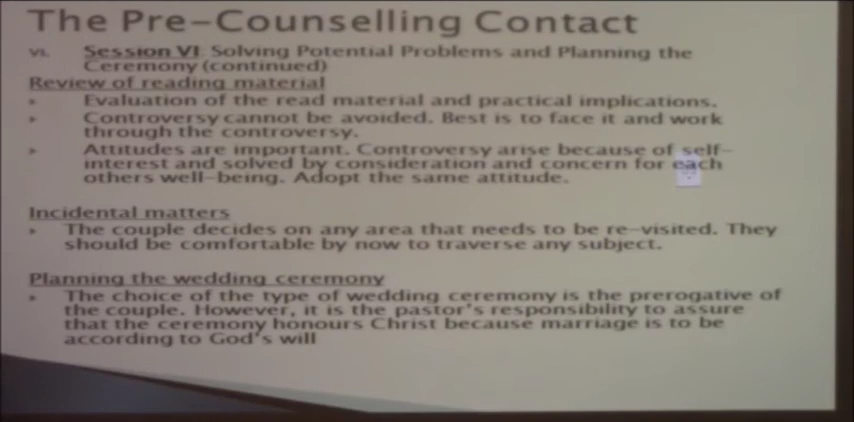 The Pre-Counselling Contact
VI. Session VI. Solving Potential Problems and Planning the
Ceremony (continued)
Review of reading material
Evaluation of the read material and practical implications.
Controversy cannot be avoided. Best is to face it and work
through the controversy.
Attitudes are important. Controversy arise because of self-
interest and solved by consideration and concern for each
others well-being. Adopt the same attitude.
Incidental matters
The couple decides on any area that needs to be re-visited. They
should be comfortable by now to traverse any subject.
Planning the wedding ceremony
The choice of the type of wedding ceremony is the prerogative of
the couple. However, it is the pastor's responsibility to assure
that the ceremony honours Christ because marriage is to be
according to God's will